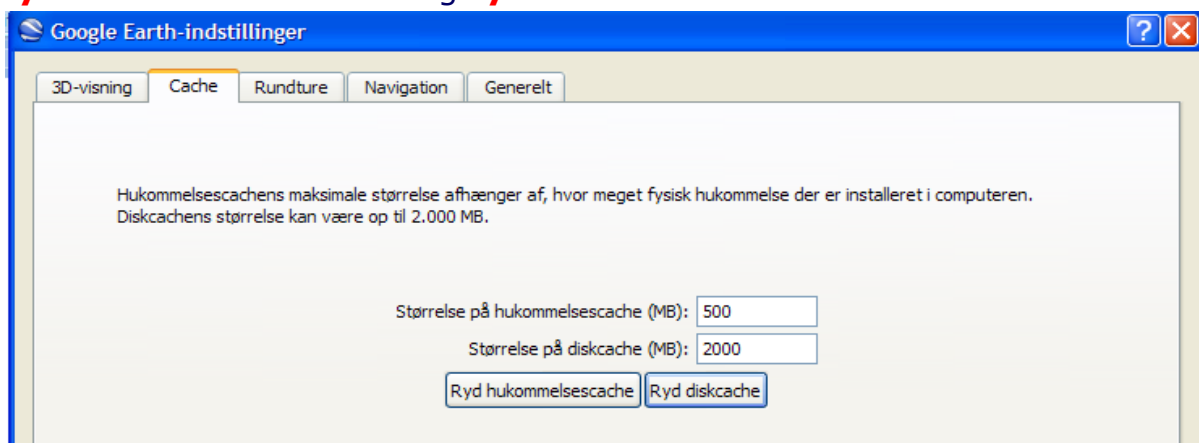 Google Earth-indstillinger
3D-visning Cache Rundture Navigation Generelt
Hukommelsescachens maksimale størrelse afhænger af, hvor meget fysisk hukommelse der er installeret i computeren.
Diskcachens størrelse kan være op til 2.000 MB.
Størrelse på hukommelsescache (MB): 500
Størrelse på diskcache (MB): 2000
Ryd hukommelsescache Ryd diskcache